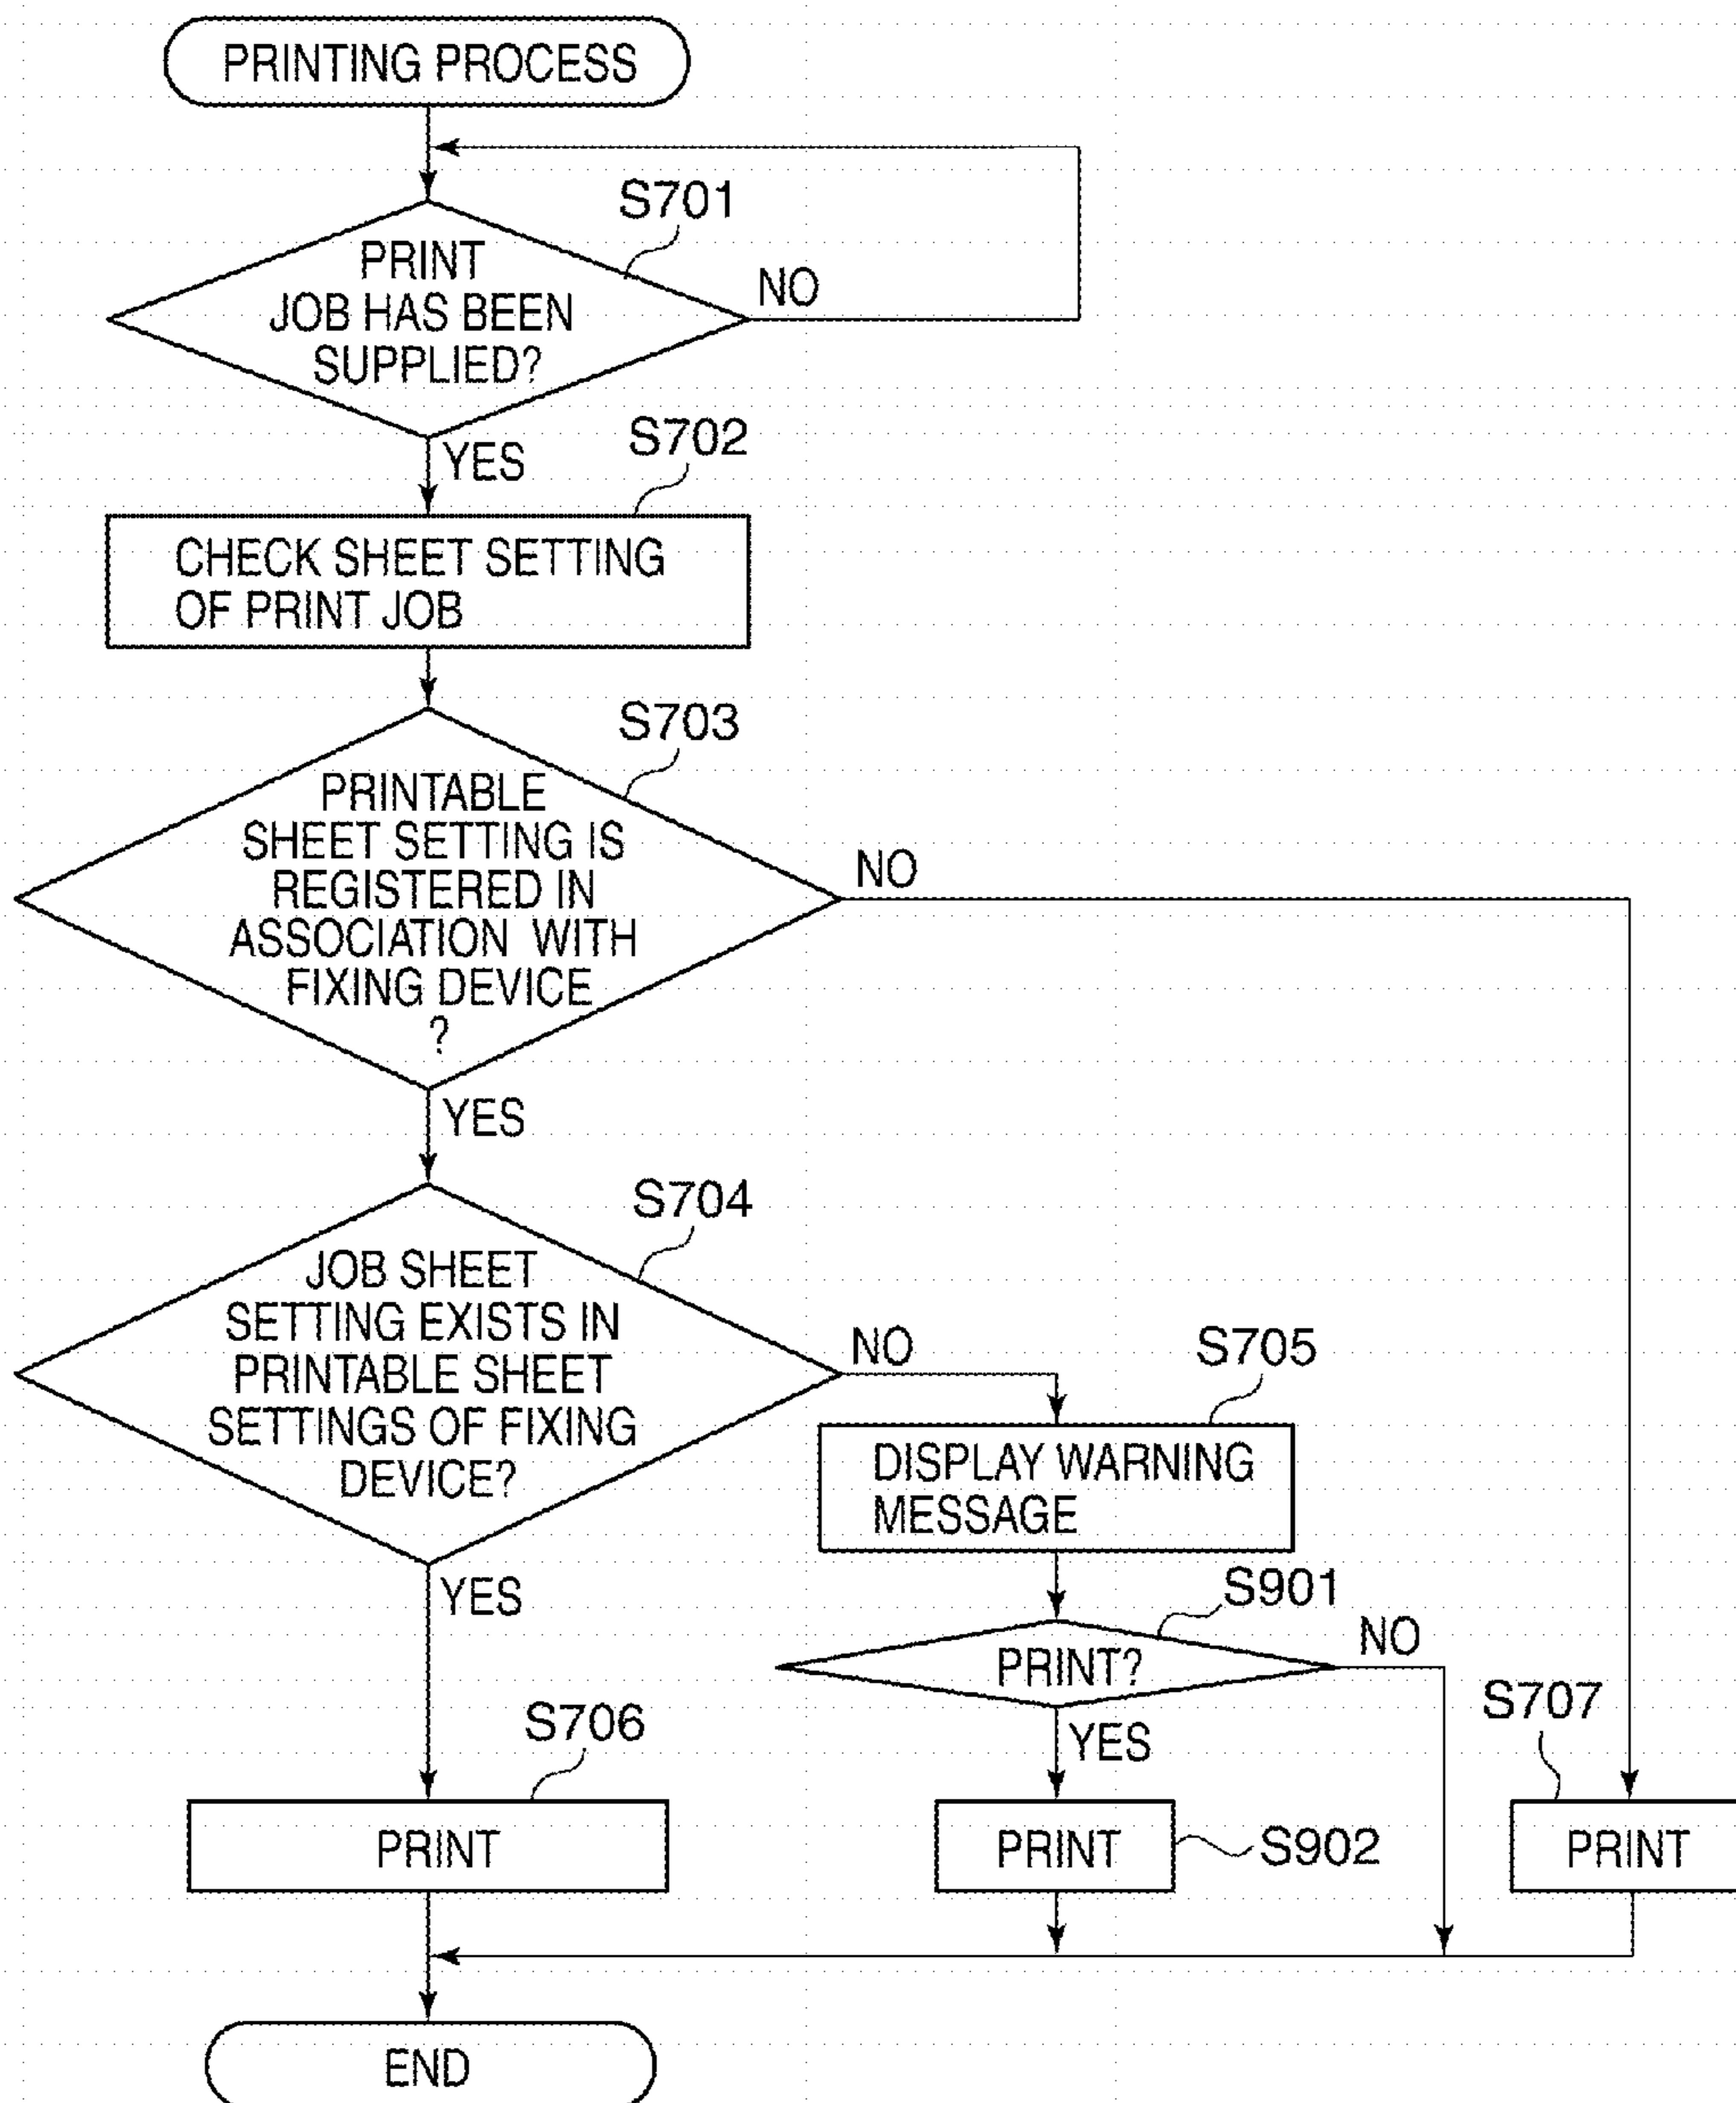 PRINTING PROCESS
S701
PRINT
JOB HAS BEEN
SUPPLIED?
NO
YES
S702
CHECK SHEET SETTING
OF PRINT JOB
S703
PRINTABLE
SHEET SETTING IS
REGISTERED IN
ASSOCIATION WITH
FIXING DEVICE
?
NO
YES
S704
JOB SHEET
SETTING EXISTS IN
PRINTABLE SHEET
SETTINGS OF FIXING
DEVICE?
NO
YES
S705
DISPLAY WARNING
MESSAGE
S901
PRINT?
NO
YES
S706
PRINT
PRINT
S902
S707
PRINT
END